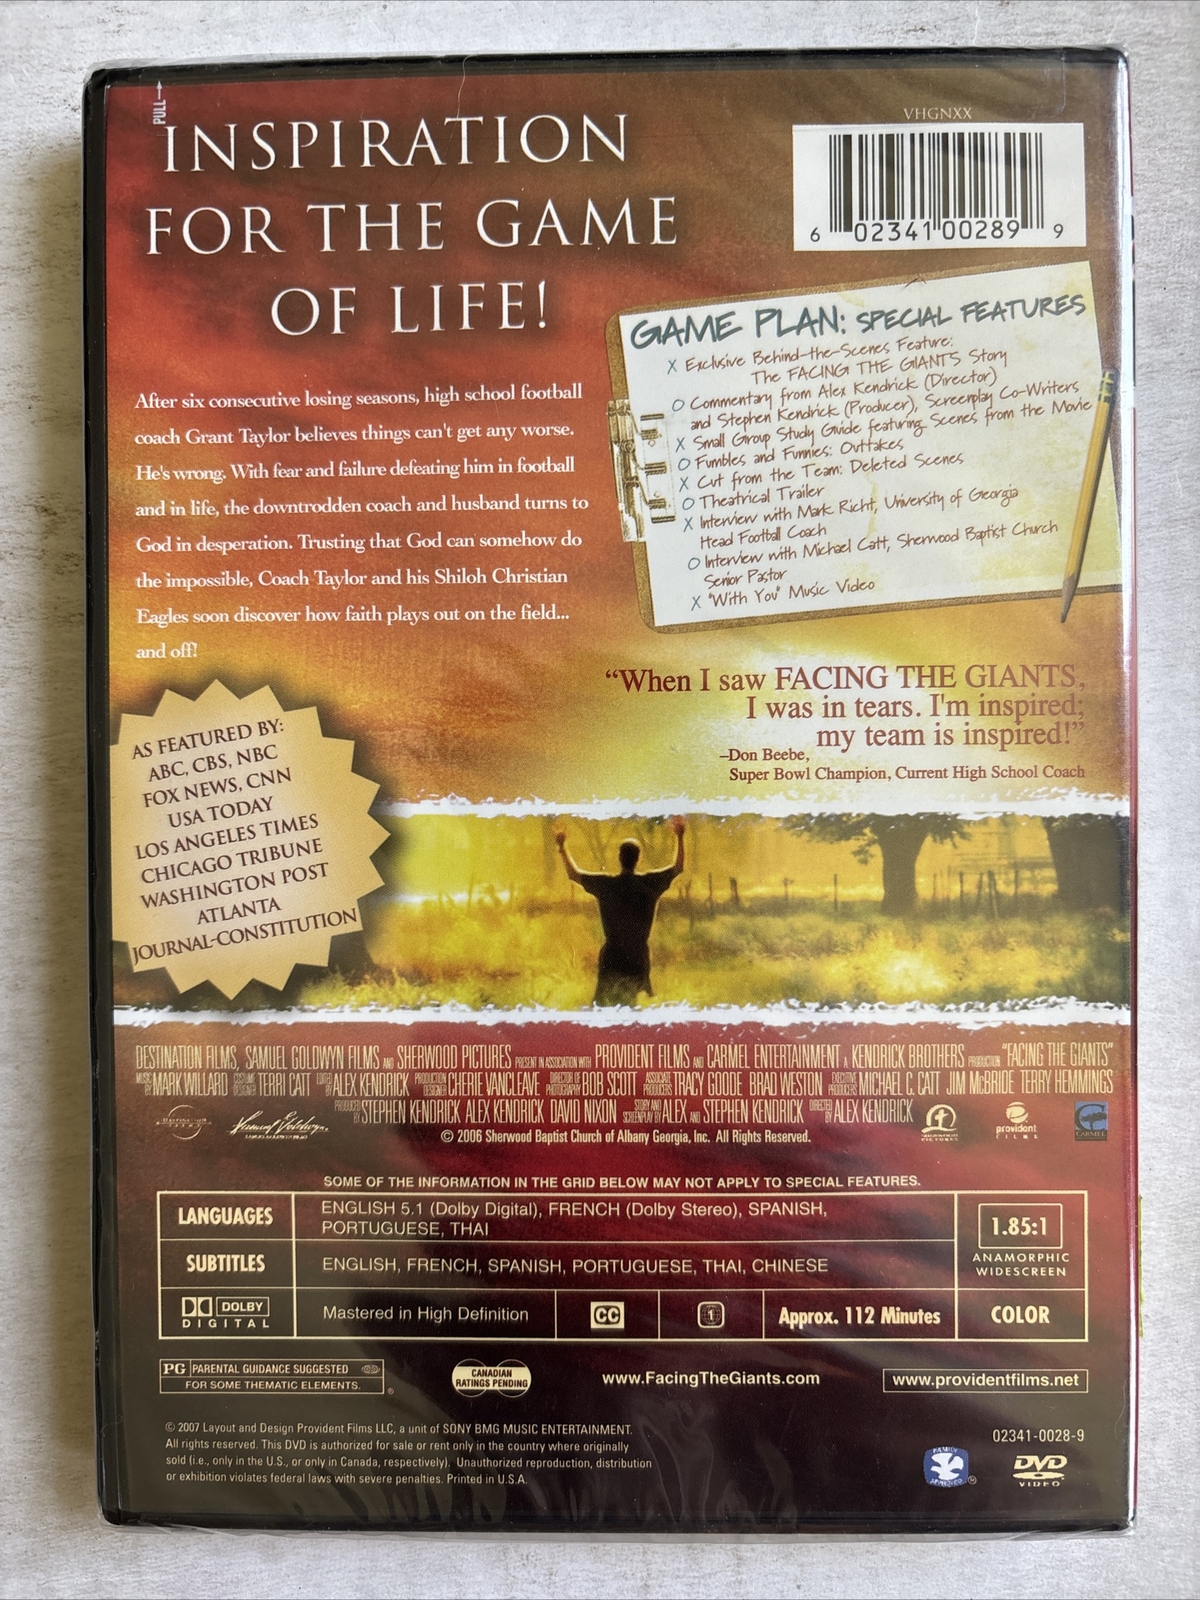 PULL→
INSPIRATION
FOR THE GAME
OF LIFE!
VHGNXX
6 02341 00289 9
After six consecutive losing seasons, high school football
coach Grant Taylor believes things can't get any worse.
He's wrong. With fear and failure defeating him in football
and in life, the downtrodden coach and husband turns to
God in desperation. Trusting that God can somehow do
the impossible, Coach Taylor and his Shiloh Christian
Eagles soon discover how faith plays out on the field...
and off!
GAME PLAN: SPECIAL FEATURES
X Exclusive Behind-the-Scenes Feature:
The FACING THE GIANTS Story
O Commentary from Alex Kendrick (Director)
and Stephen Kendrick (Producer), Screenplay Co-Writers
X Small Group Study Guide featuring Scenes from the Movie
O Fumbles and Funnies: Outtakes
X Cut from the Team: Deleted Scenes
O Theatrical Trailer
X Interview with Mark Richt, University of Georgia
Head Football Coach
O Interview with Michael Catt, Sherwood Baptist Church
Senior Pastor
X "With You" Music Video
“When I saw FACING THE GIANTS,
I was in tears. I'm inspired;
my team is inspired!”
–Don Beebe,
Super Bowl Champion, Current High School Coach
AS FEATURED BY:
ABC, CBS, NBC
FOX NEWS, CNN
USA TODAY
LOS ANGELES TIMES
CHICAGO TRIBUNE
WASHINGTON POST
ATLANTA
JOURNAL-CONSTITUTION
DESTINATION FILMS, SAMUEL GOLDWYN FILMS AND SHERWOOD PICTURES PRESENT IN ASSOCIATION WITH PROVIDENT FILMS AND CARMEL ENTERTAINMENT A KENDRICK BROTHERS PRODUCTION "FACING THE GIANTS"
MUSIC BY MARK WILLARD COSTUME DESIGNER TERRI CATT EDITED BY ALEX KENDRICK PRODUCTION DESIGNER CHERIE VANCLEAVE DIRECTOR OF PHOTOGRAPHY BOB SCOTT ASSOCIATE PRODUCERS TRACY GOODE BRAD WESTON EXECUTIVE PRODUCERS MICHAEL C. CATT JIM McBRIDE TERRY HEMMINGS
PRODUCED BY STEPHEN KENDRICK ALEX KENDRICK DAVID NIXON STORY AND SCREENPLAY BY ALEX AND STEPHEN KENDRICK DIRECTED BY ALEX KENDRICK
Samuel Goldwyn
provident
FILMS
CARMEL
© 2006 Sherwood Baptist Church of Albany Georgia, Inc. All Rights Reserved.
SOME OF THE INFORMATION IN THE GRID BELOW MAY NOT APPLY TO SPECIAL FEATURES.
LANGUAGES
ENGLISH 5.1 (Dolby Digital), FRENCH (Dolby Stereo), SPANISH,
PORTUGUESE, THAI
1.85:1
ANAMORPHIC
WIDESCREEN
SUBTITLES
ENGLISH, FRENCH, SPANISH, PORTUGUESE, THAI, CHINESE
DOLBY
DIGITAL
Mastered in High Definition
CC
1
Approx. 112 Minutes
COLOR
PG PARENTAL GUIDANCE SUGGESTED
FOR SOME THEMATIC ELEMENTS. ®
CANADIAN
RATINGS PENDING
www.FacingTheGiants.com
www.providentfilms.net
© 2007 Layout and Design Provident Films LLC, a unit of SONY BMG MUSIC ENTERTAINMENT.
All rights reserved. This DVD is authorized for sale or rent only in the country where originally
sold (i.e., only in the U.S., or only in Canada, respectively). Unauthorized reproduction, distribution
or exhibition violates federal laws with severe penalties. Printed in U.S.A.
02341-0028-9
FAMILY
APPROVED
®
DVD
VIDEO